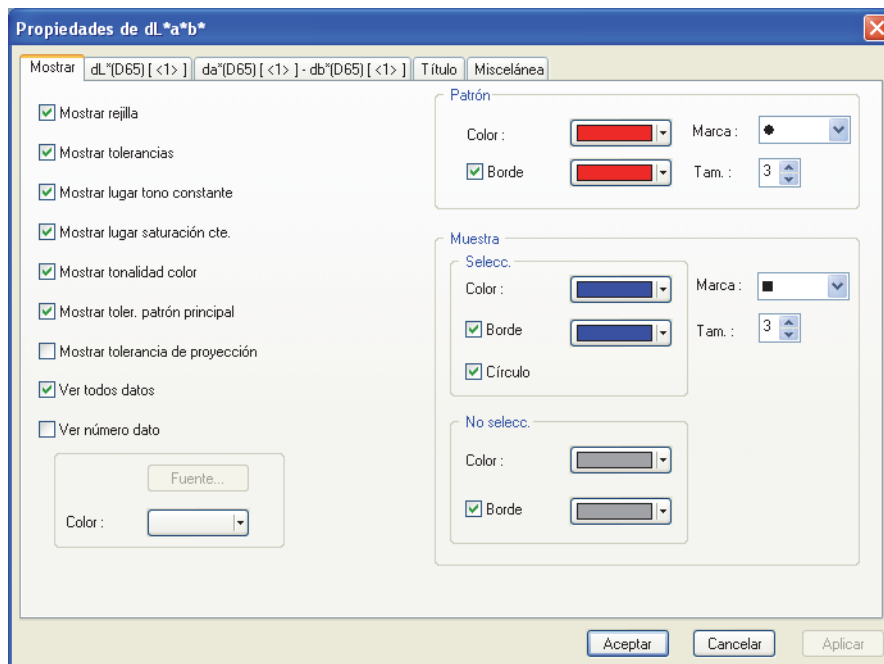 Propiedades de dL*a*b*
Mostrar
dL*(D65) [ <1> ]
da*(D65) [ <1> ] - db*(D65) [ <1> ]
Título
Miscelánea
Mostrar rejilla
Mostrar tolerancias
Mostrar lugar tono constante
Mostrar lugar saturación cte.
Mostrar tonalidad color
Mostrar toler. patrón principal
Mostrar tolerancia de proyección
Ver todos datos
Ver número dato
Fuente...
Color :
Patrón
Color :
Marca :
Borde
Tam. :
3
Muestra
Selecc.
Color :
Marca :
Borde
Tam. :
3
Círculo
No selecc.
Color :
Borde
Aceptar
Cancelar
Aplicar